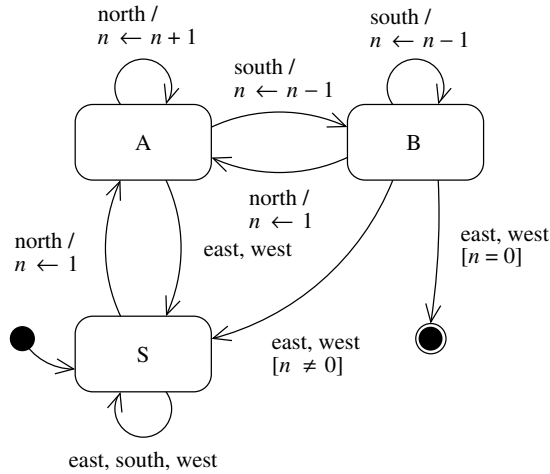 north /
n ← n + 1
south /
n ← n − 1
south /
n ← n − 1
A
B
north /
n ← 1
north /
n ← 1
east, west
east, west
[n = 0]
S
east, west
[n ≠ 0]
east, south, west